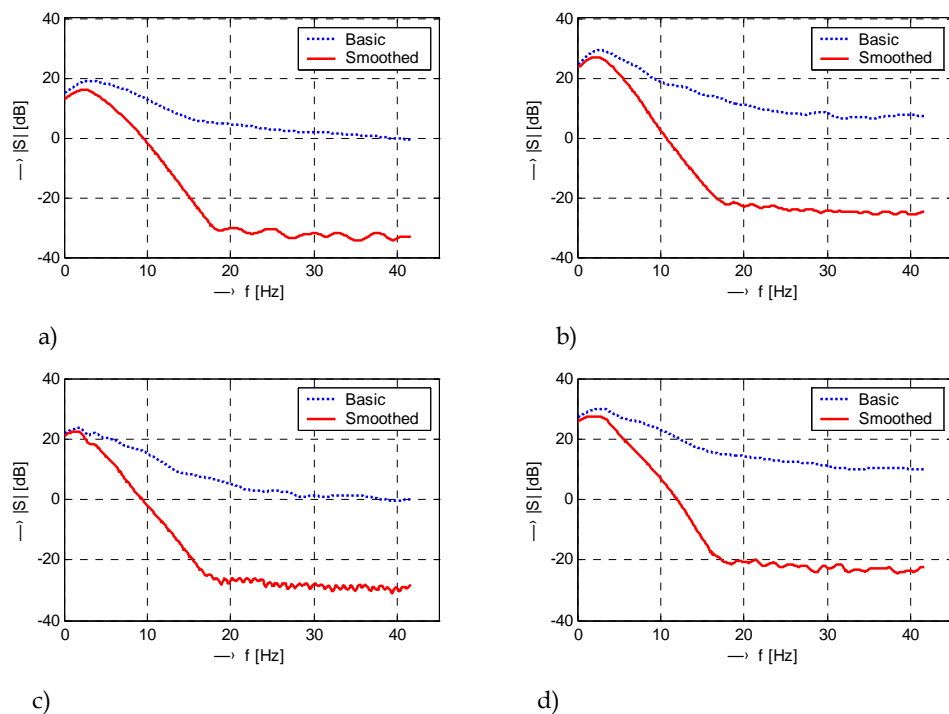 40
20
0
-20
-40
0 10 20 30 40
—› |S| [dB]
—› f [Hz]
Basic
Smoothed
a)
40
20
0
-20
-40
0 10 20 30 40
—› |S| [dB]
—› f [Hz]
Basic
Smoothed
b)
40
20
0
-20
-40
0 10 20 30 40
—› |S| [dB]
—› f [Hz]
Basic
Smoothed
c)
40
20
0
-20
-40
0 10 20 30 40
—› |S| [dB]
—› f [Hz]
Basic
Smoothed
d)